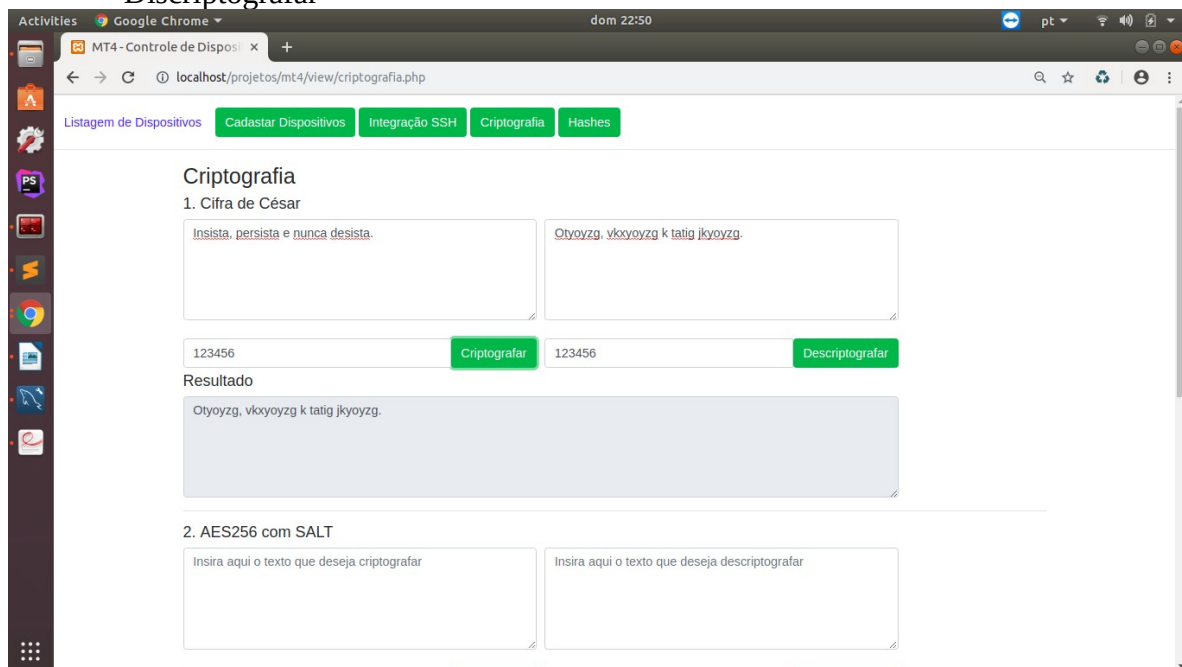 Discriptografar
Activities Google Chrome dom 22:50 pt
MT4 - Controle de Disposi
localhost/projetos/mt4/view/criptografia.php
Listagem de Dispositivos Cadastar Dispositivos Integração SSH Criptografia Hashes
Criptografia
1. Cifra de César
Insista, persista e nunca desista. Otyoyzg, vkxyoyzg k tatig jkyoyzg.
123456 Criptografar 123456 Descriptografar
Resultado
Otyoyzg, vkxyoyzg k tatig jkyoyzg.
2. AES256 com SALT
Insira aqui o texto que deseja criptografar Insira aqui o texto que deseja descriptografar